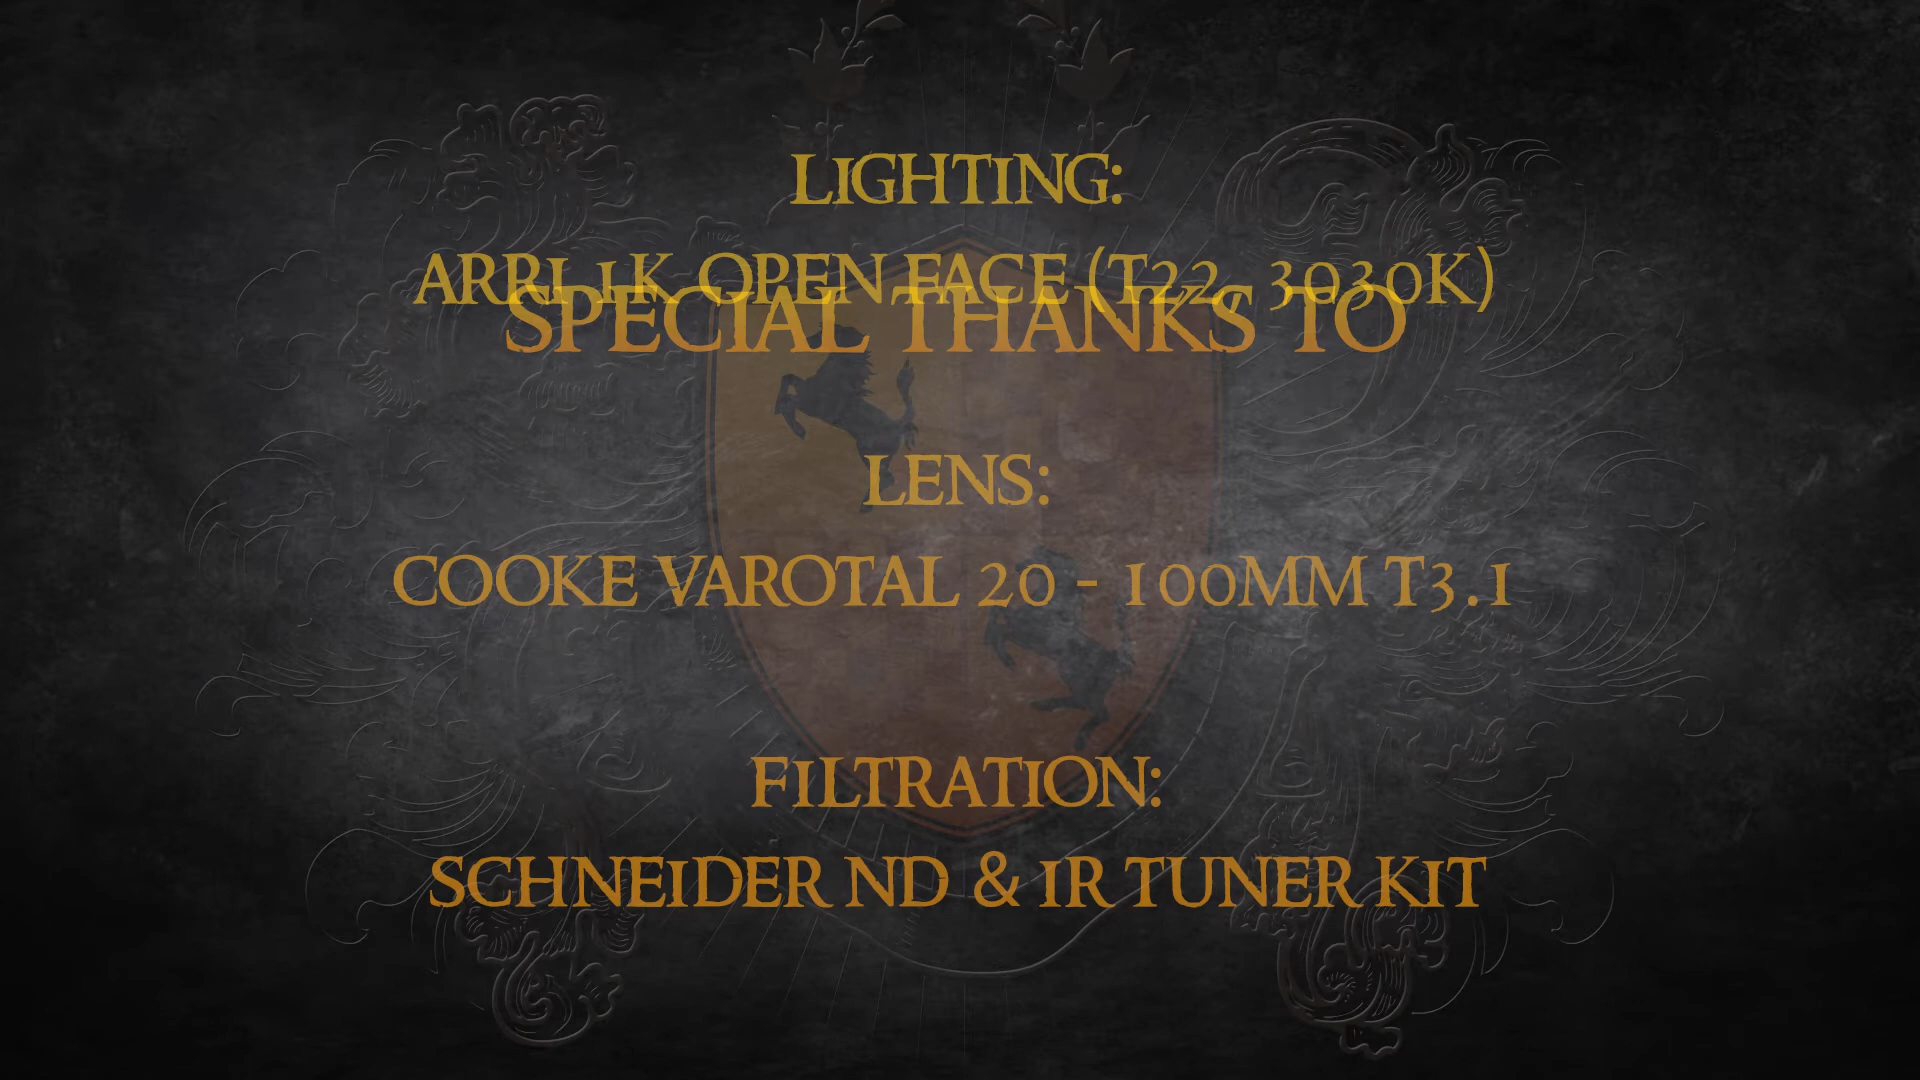 LIGHTING:
ARRI 1K OPEN FACE (T22, 3030K)
SPECIAL THANKS TO
LENS:
COOKE VAROTAL 20 - 100MM T3.1
FILTRATION:
SCHNEIDER ND & IR TUNER KIT